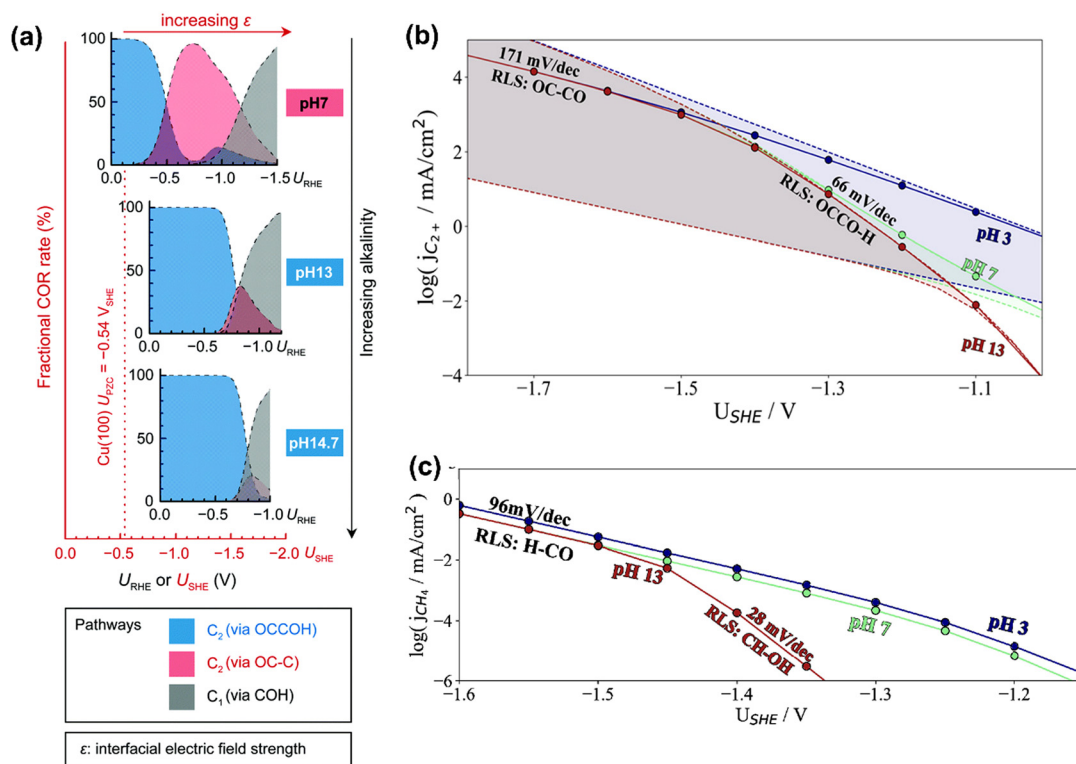 (a)
increasing ε
Fractional COR rate (%)
Cu(100) U_PZC = −0.54 V_SHE
Increasing alkalinity
100
50
0
0.0 −0.5 −1.0 −1.5 U_RHE
pH7
100
50
0
0.0 −0.5 −1.0 U_RHE
pH13
100
50
0
0.0 −0.5 −1.0 U_RHE
pH14.7
0.0 −0.5 −1.0 −1.5 −2.0 U_SHE
U_RHE or U_SHE (V)
Pathways
C₂ (via OCCOH)
C₂ (via OC-C)
C₁ (via COH)
ε: interfacial electric field strength
(b)
log( j_C₂₊ / mA/cm²)
4
2
0
−2
−4
171 mV/dec
RLS: OC-CO
66 mV/dec
RLS: OCCO-H
pH 3
pH 7
pH 13
−1.7 −1.5 −1.3 −1.1
U_SHE / V
(c)
log( j_CH₄ / mA/cm²)
0
−2
−4
−6
96mV/dec
RLS: H-CO
pH 13
28 mV/dec
RLS: CH-OH
pH 7
pH 3
−1.6 −1.5 −1.4 −1.3 −1.2
U_SHE / V